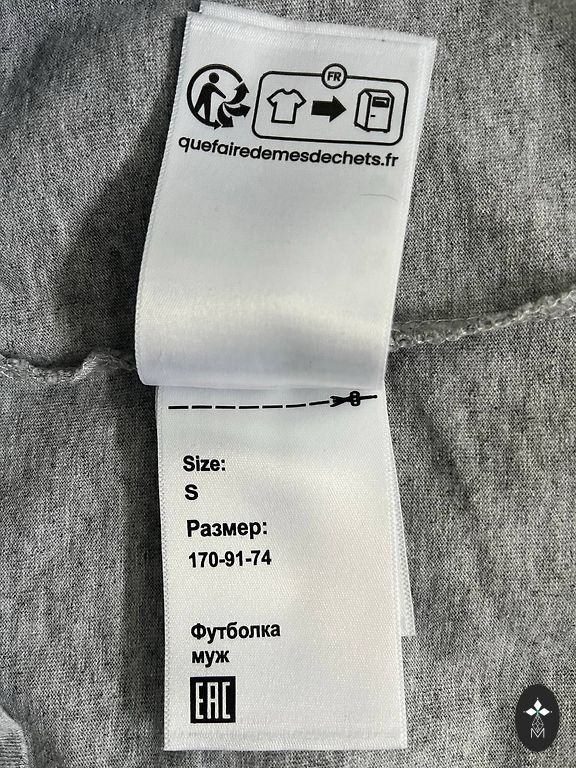 FR
quefairedemesdechets.fr
Size:
S
Размер:
170-91-74
Футболка
муж
EAC
M